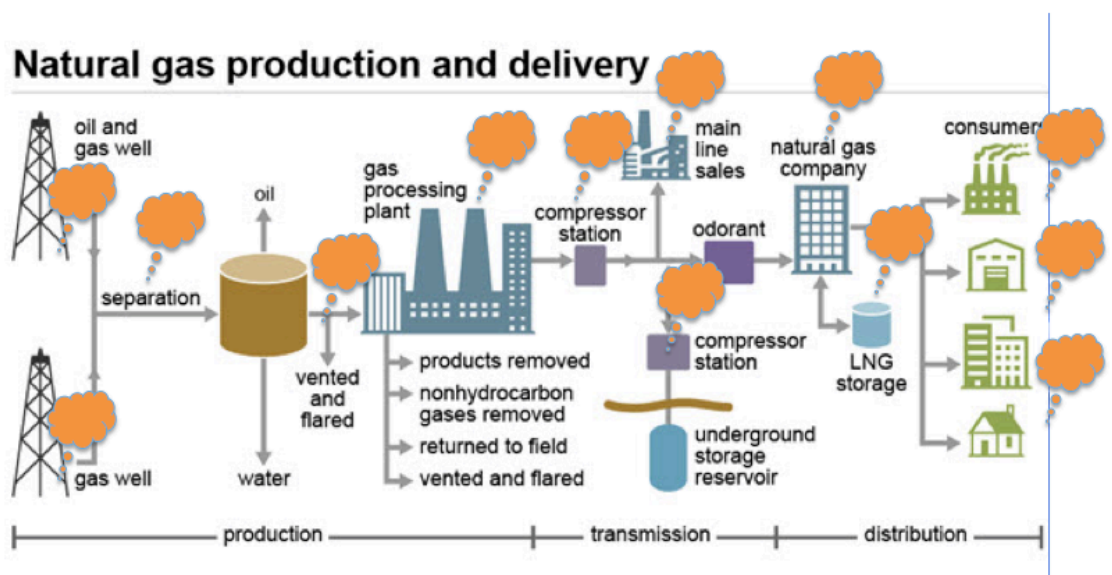 Natural gas production and delivery
oil and
gas well
separation
gas well
oil
water
vented
and
flared
gas
processing
plant
products removed
nonhydrocarbon
gases removed
returned to field
vented and flared
compressor
station
main
line
sales
odorant
compressor
station
underground
storage
reservoir
natural gas
company
LNG
storage
consumers
production
transmission
distribution